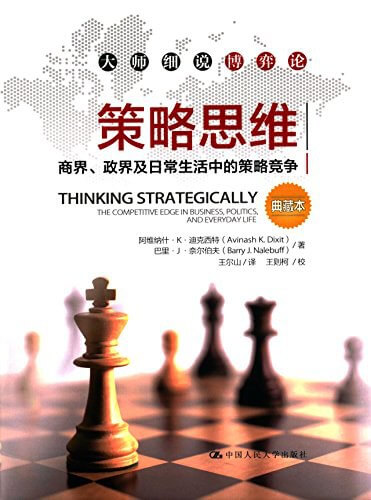 大师细说博弈论
策略思维
商界、政界及日常生活中的策略竞争
THINKING STRATEGICALLY
THE COMPETITIVE EDGE IN BUSINESS, POLITICS,
AND EVERYDAY LIFE
典藏本
阿维纳什·K·迪克西特（Avinash K. Dixit）
巴里·J·奈尔伯夫（Barry J. Nalebuff） / 著
王尔山 / 译 王则柯 / 校
中国人民大学出版社